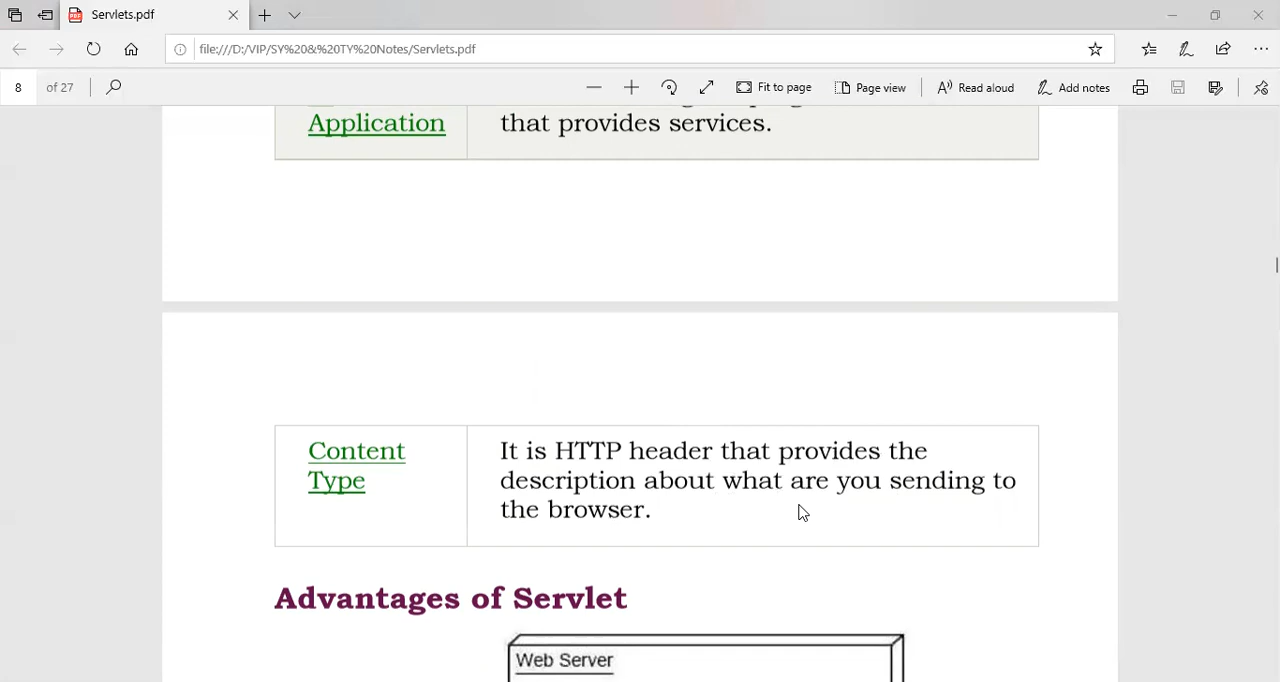 Servlets.pdf
file:///D:/VIP/SY%20&%20TY%20Notes/Servlets.pdf
8 of 27 Fit to page Page view Read aloud Add notes
Application that provides services.
Content It is HTTP header that provides the
Type description about what are you sending to
the browser.
Advantages of Servlet
Web Server